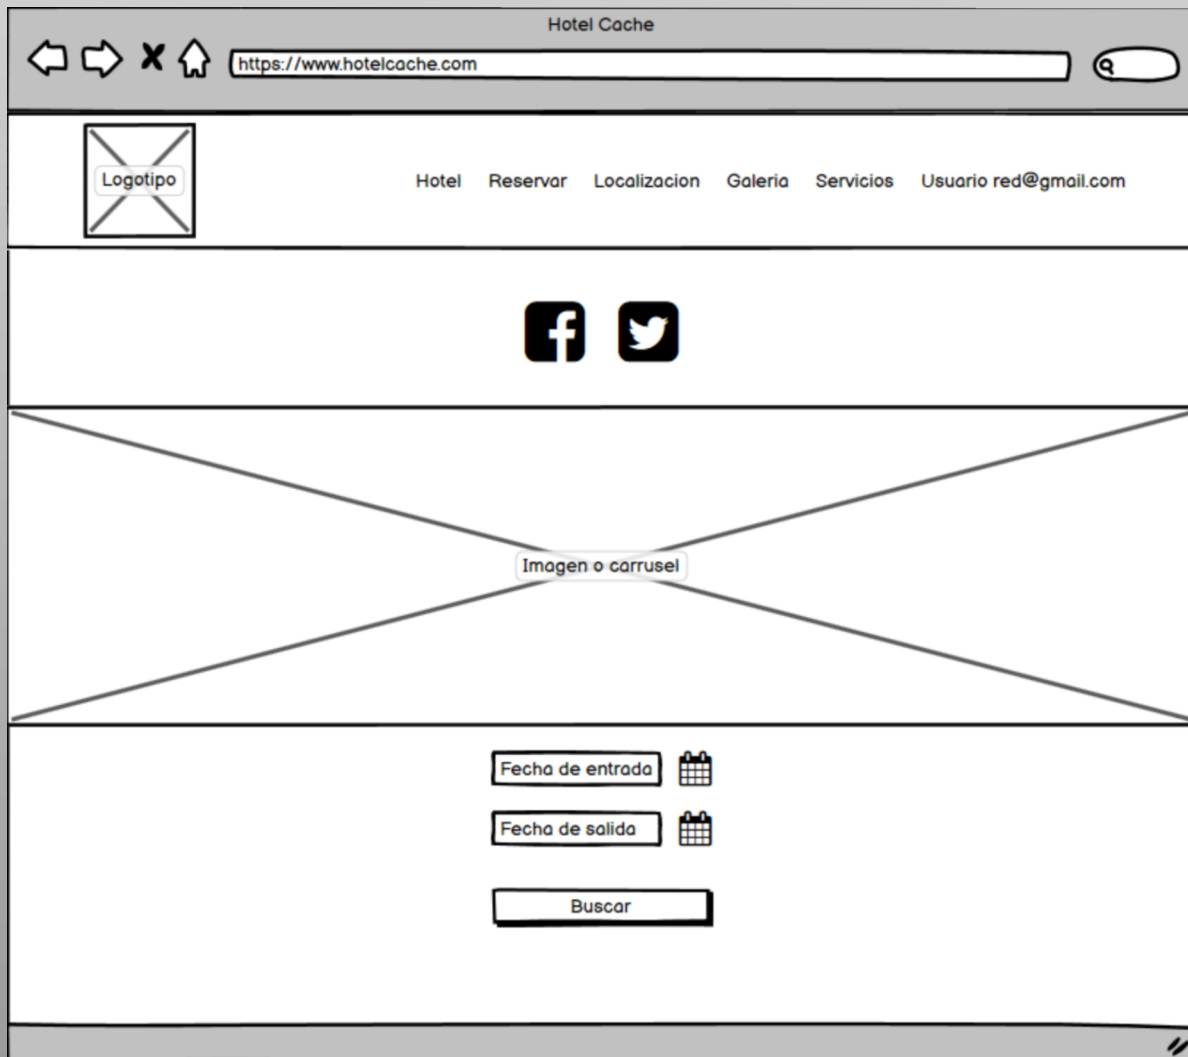 Hotel Cache
https://www.hotelcache.com
Logotipo
Hotel Reservar Localizacion Galeria Servicios Usuario red@gmail.com
Imagen o carrusel
Fecha de entrada
Fecha de salida
Buscar